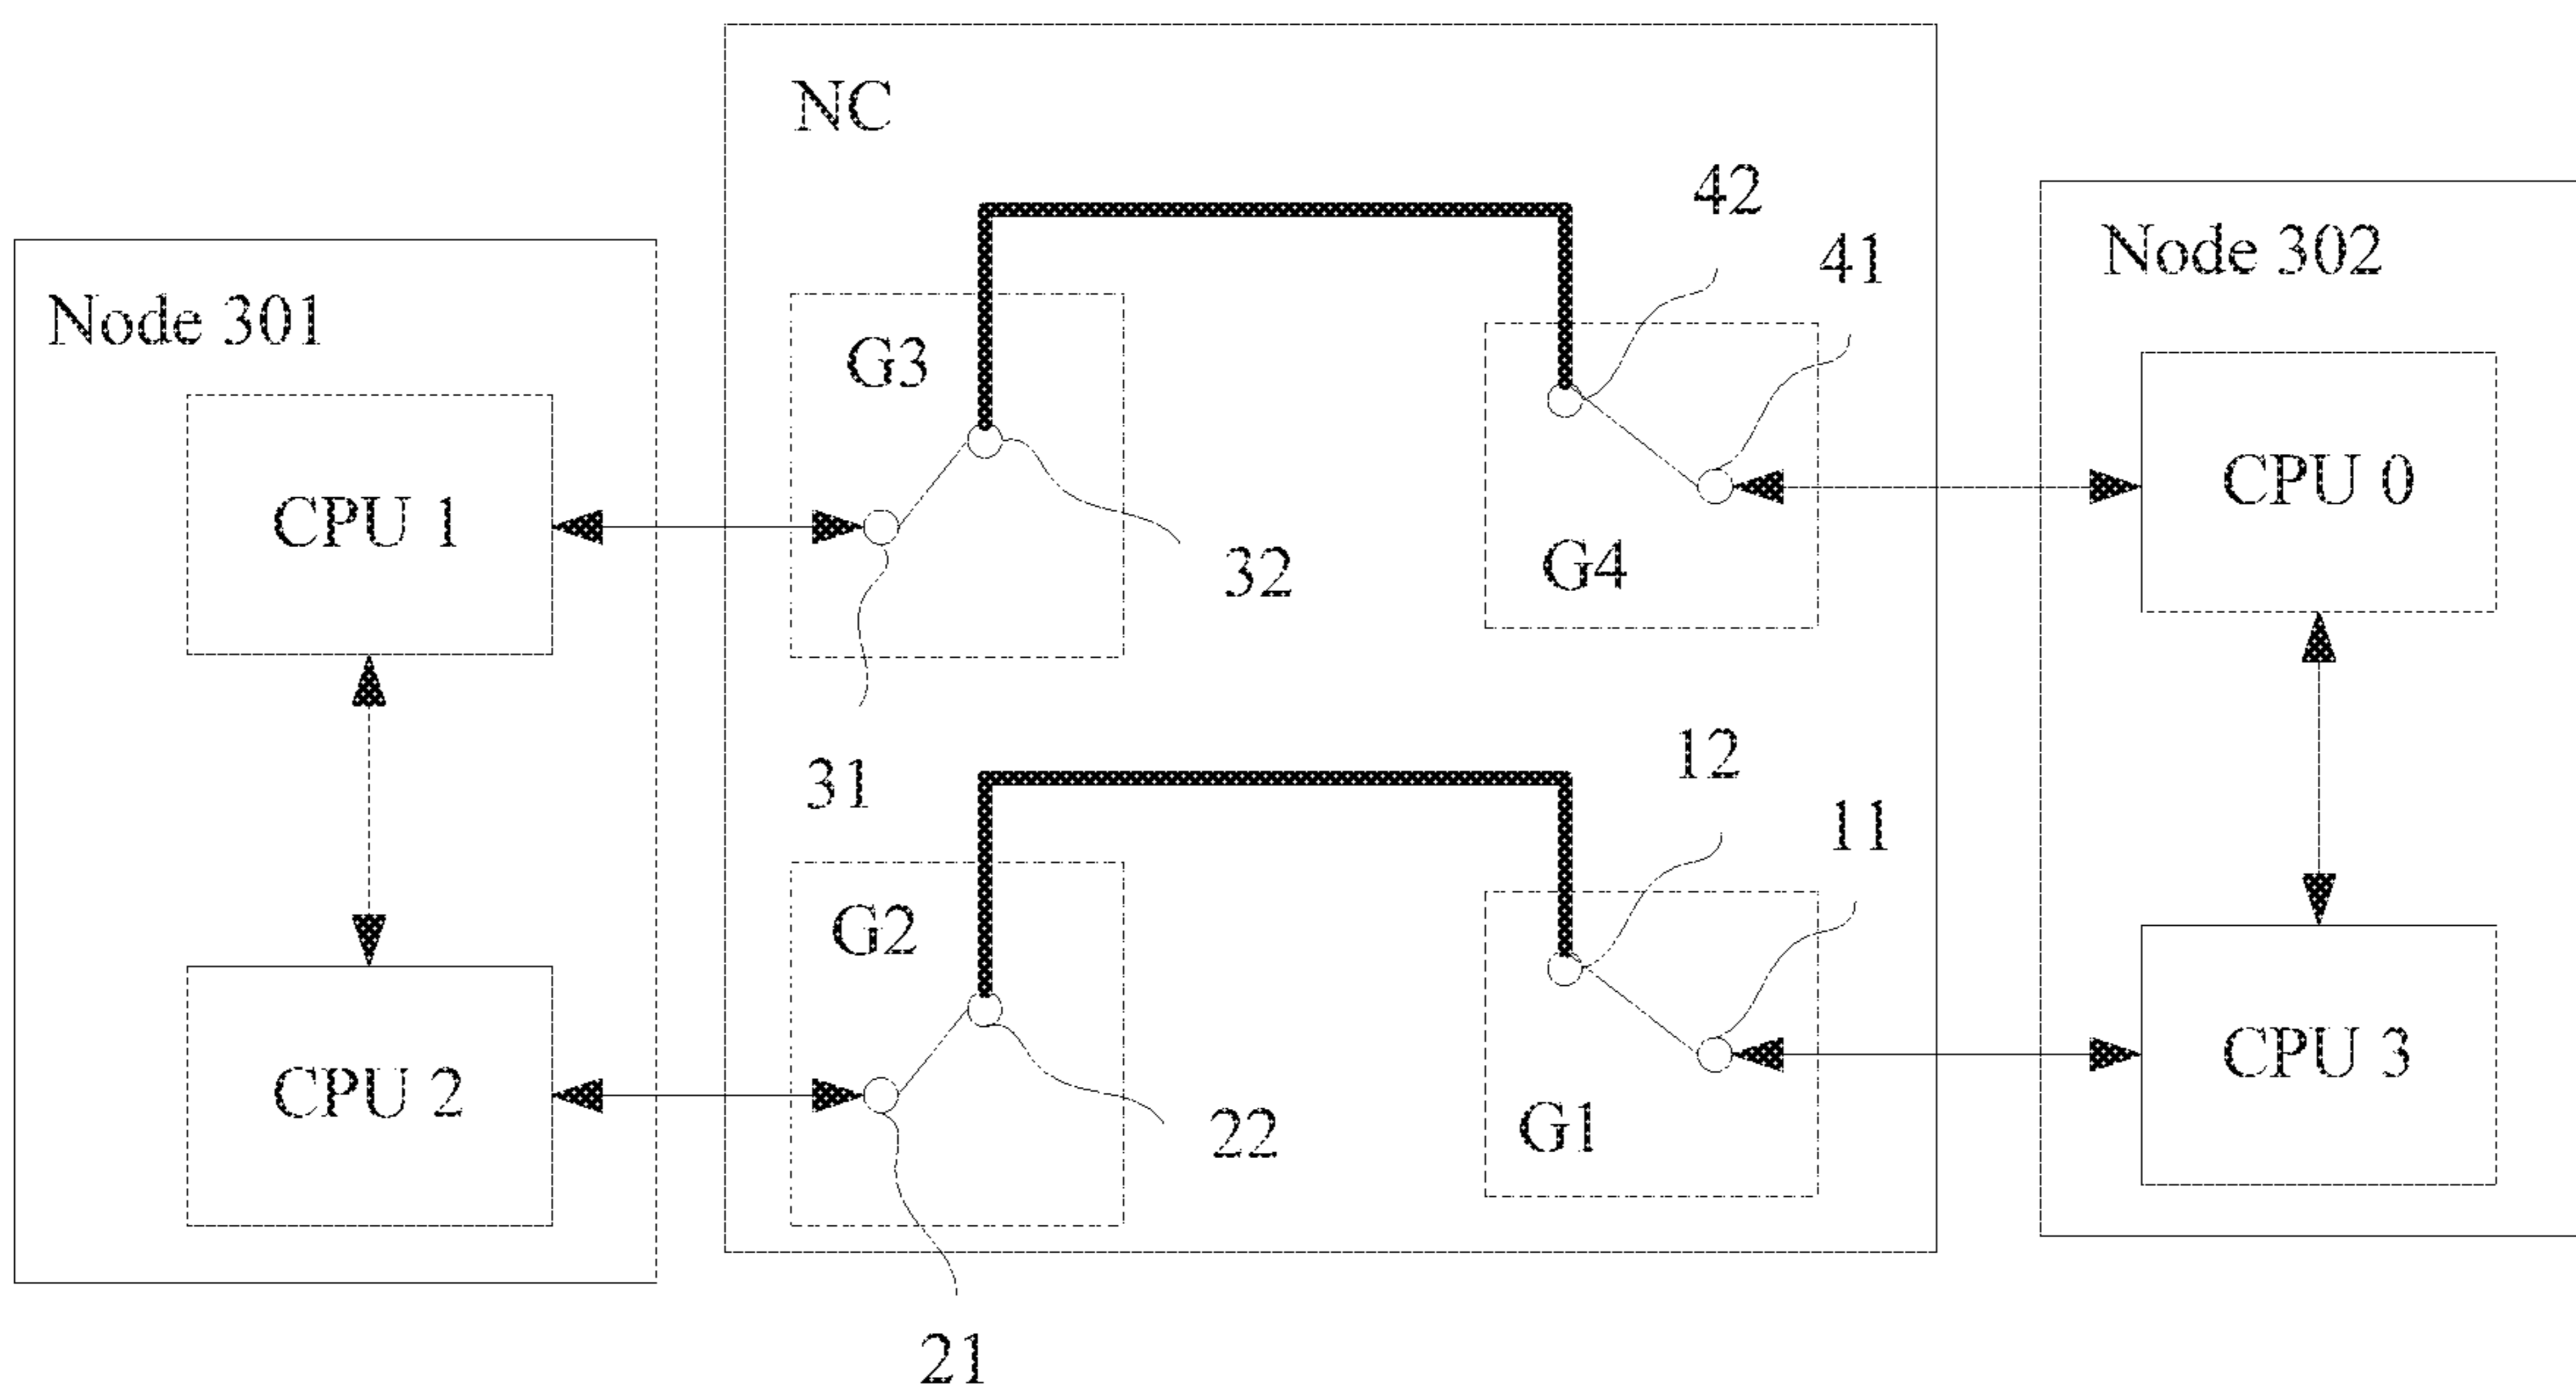 NC
42
41
Node 302
Node 301
G3
CPU 0
CPU 1
32
G4
31
12
11
G2
CPU 3
CPU 2
22
G1
21